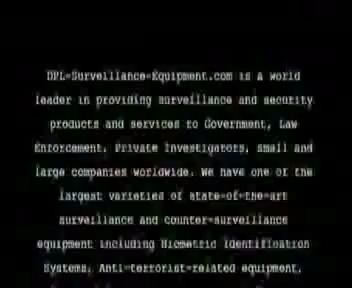 DPL-Surveillance-Equipment.com is a world
leader in providing surveillance and security
products and services to Government, Law
Enforcement, Private Investigators, small and
large companies worldwide. We have one of the
largest varieties of state-of-the-art
surveillance and counter-surveillance
equipment including Biometric Identification
Systems, Anti-terrorist-related equipment,